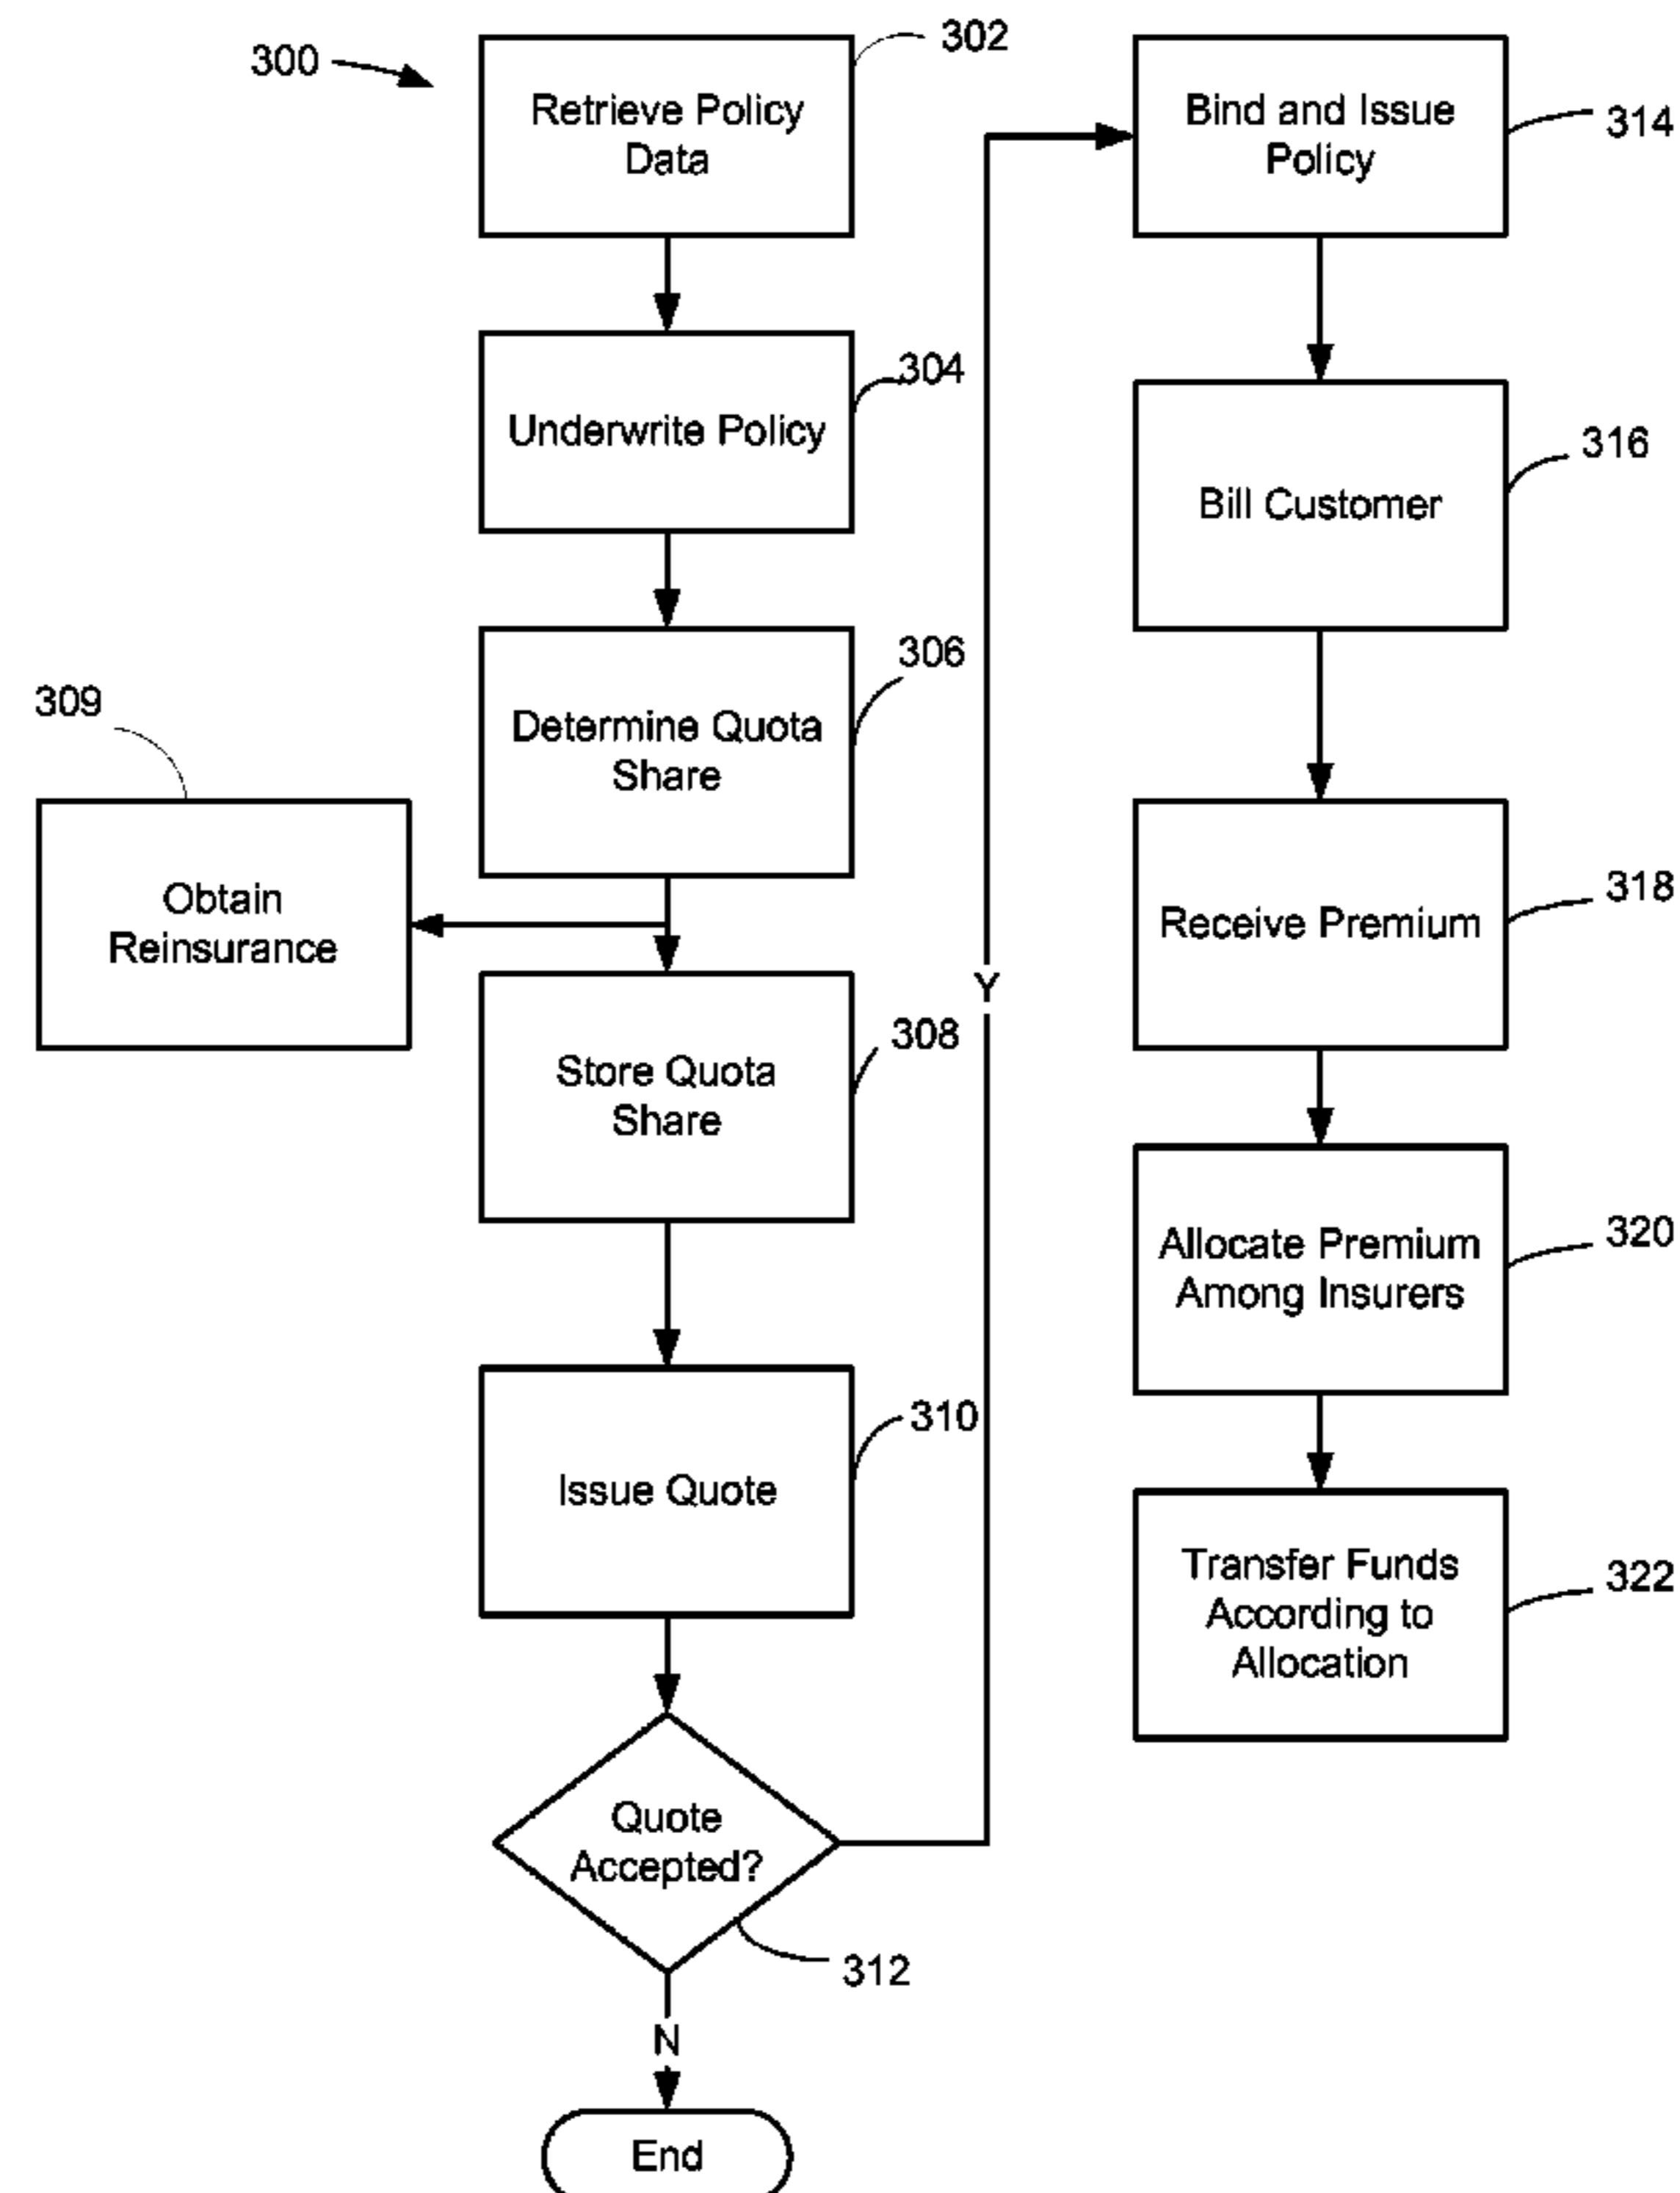 300
302
Retrieve Policy
Data
304
Underwrite Policy
306
Determine Quota
Share
309
Obtain
Reinsurance
308
Store Quota
Share
310
Issue Quote
Quote
Accepted?
312
N
End
Y
Bind and Issue
Policy
314
316
Bill Customer
318
Receive Premium
320
Allocate Premium
Among Insurers
322
Transfer Funds
According to
Allocation